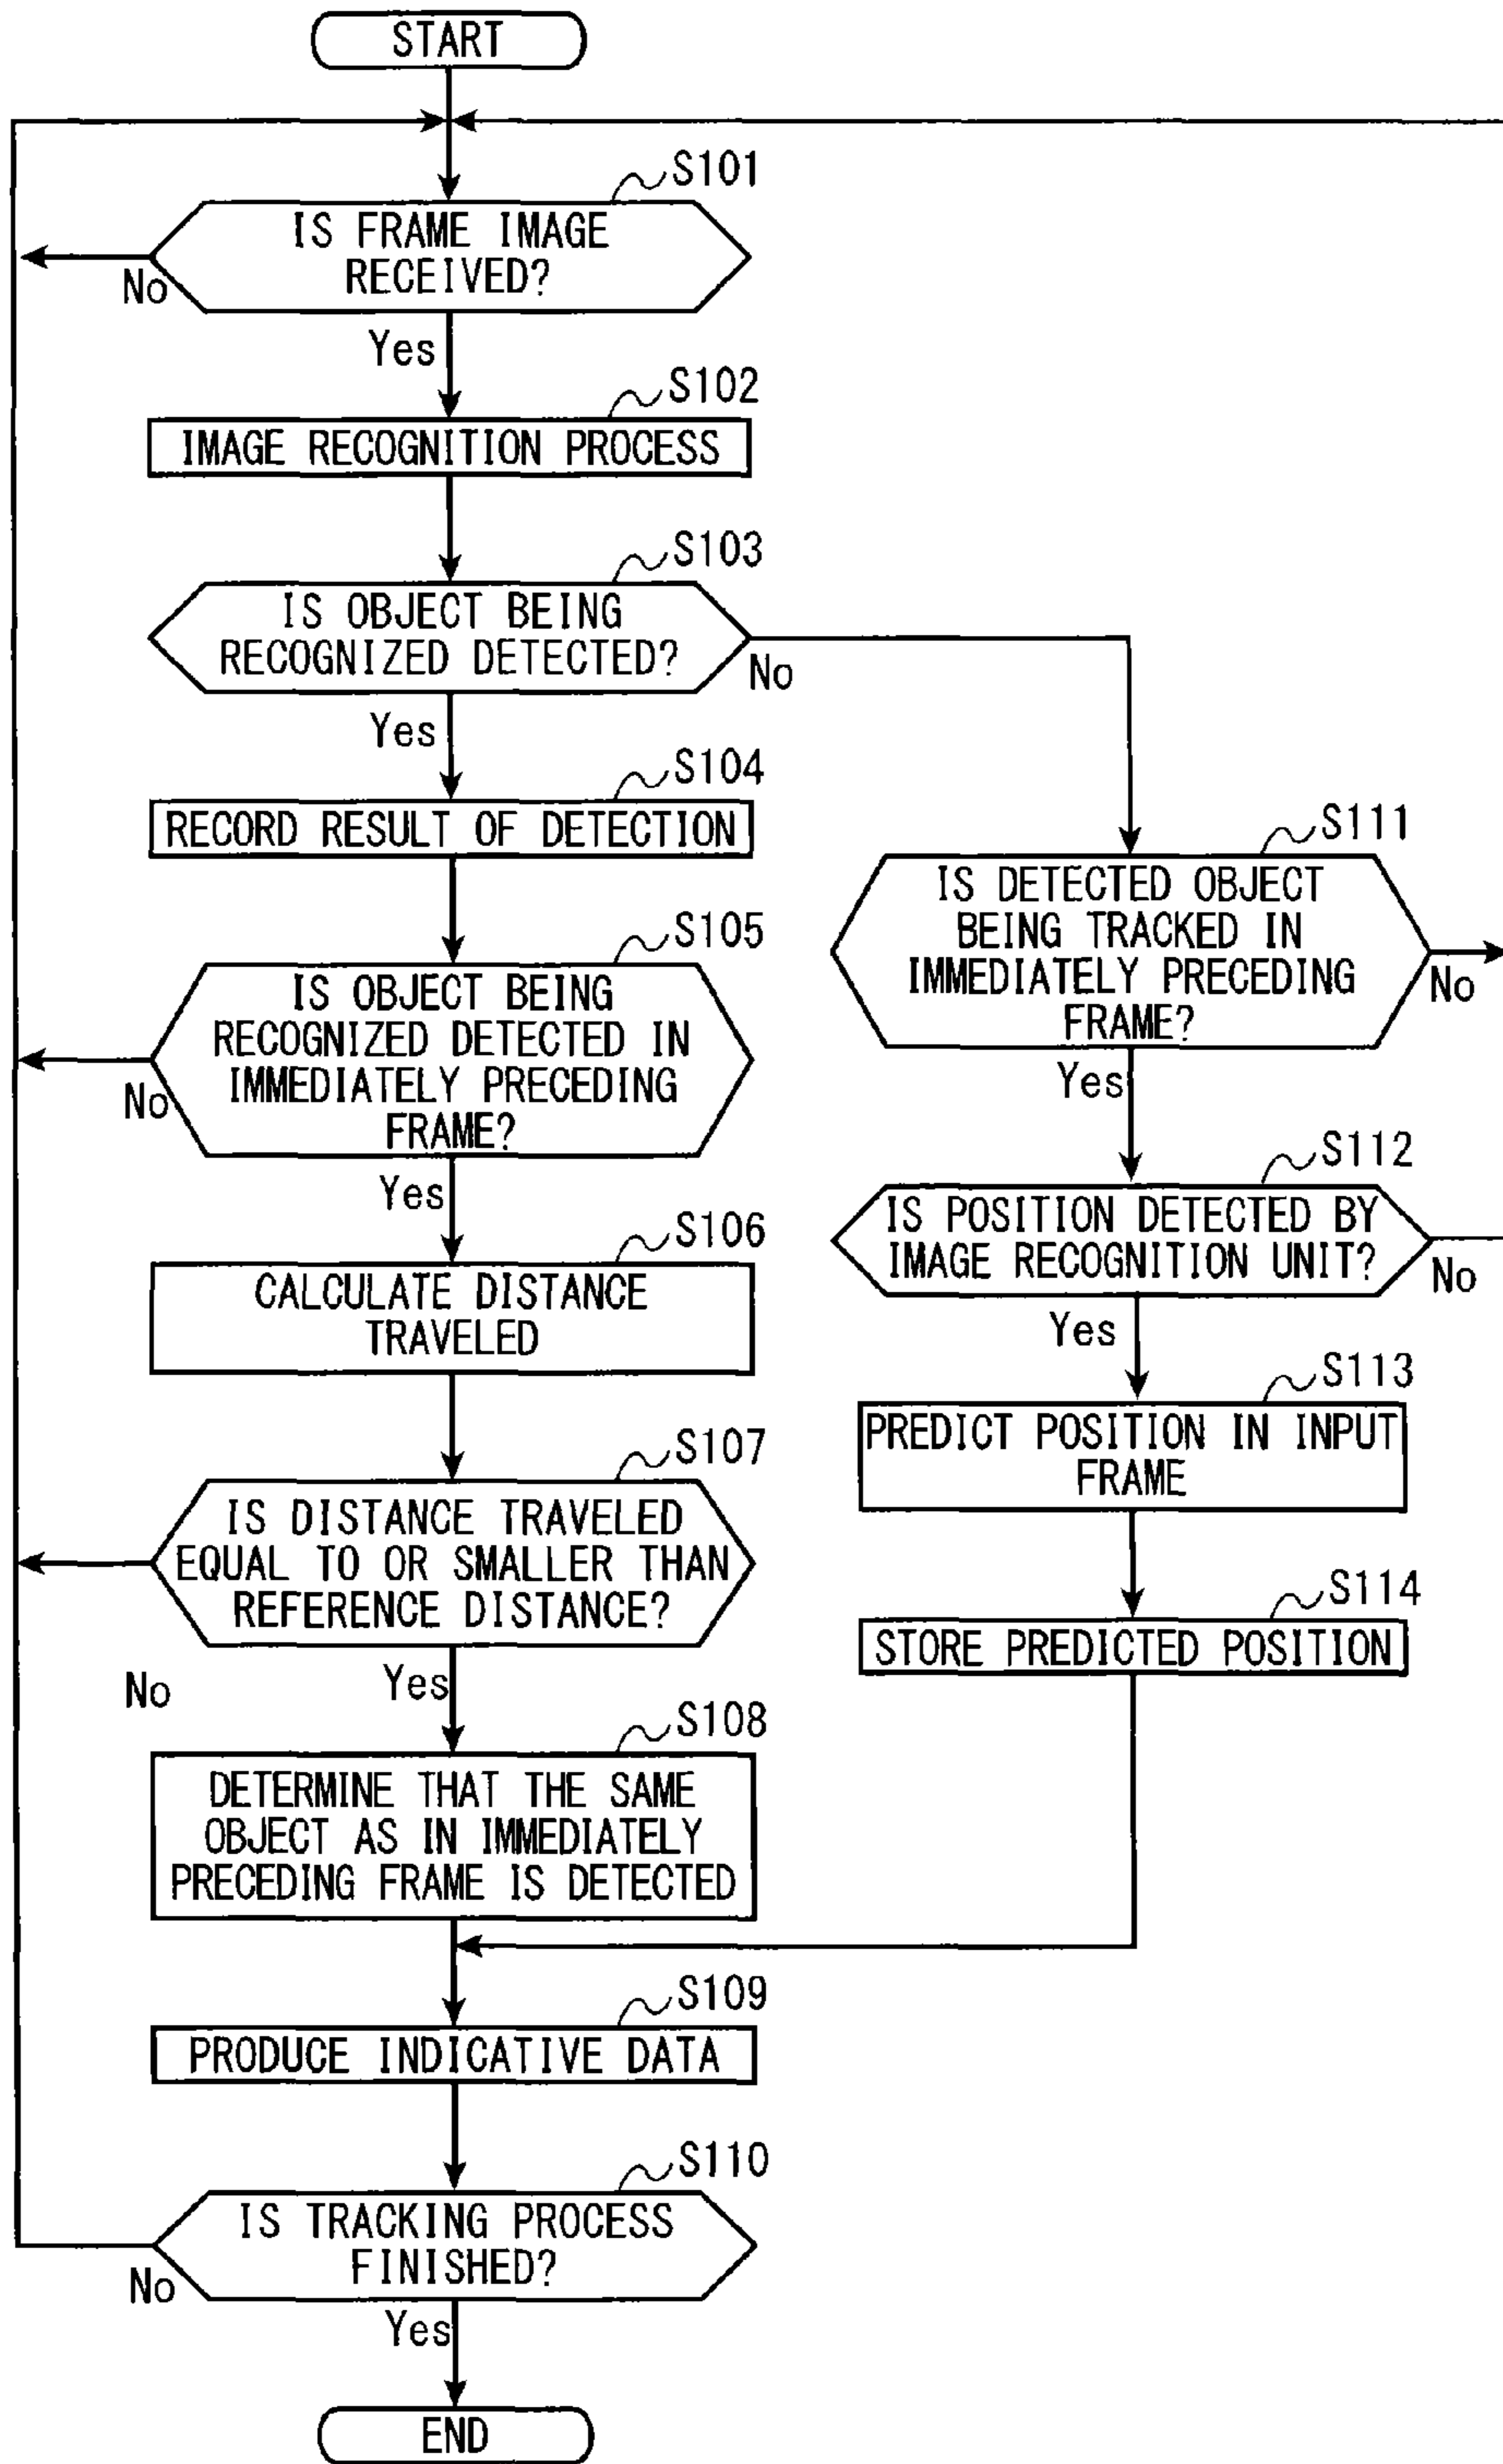 START
S101
IS FRAME IMAGE
RECEIVED?
No
Yes
S102
IMAGE RECOGNITION PROCESS
S103
IS OBJECT BEING
RECOGNIZED DETECTED?
No
Yes
S104
RECORD RESULT OF DETECTION
S105
IS OBJECT BEING
RECOGNIZED DETECTED IN
IMMEDIATELY PRECEDING
FRAME?
No
Yes
S106
CALCULATE DISTANCE
TRAVELED
S107
IS DISTANCE TRAVELED
EQUAL TO OR SMALLER THAN
REFERENCE DISTANCE?
No
Yes
S108
DETERMINE THAT THE SAME
OBJECT AS IN IMMEDIATELY
PRECEDING FRAME IS DETECTED
S109
PRODUCE INDICATIVE DATA
S110
IS TRACKING PROCESS
FINISHED?
No
Yes
END
S111
IS DETECTED OBJECT
BEING TRACKED IN
IMMEDIATELY PRECEDING
FRAME?
No
Yes
S112
IS POSITION DETECTED BY
IMAGE RECOGNITION UNIT?
No
Yes
S113
PREDICT POSITION IN INPUT
FRAME
S114
STORE PREDICTED POSITION